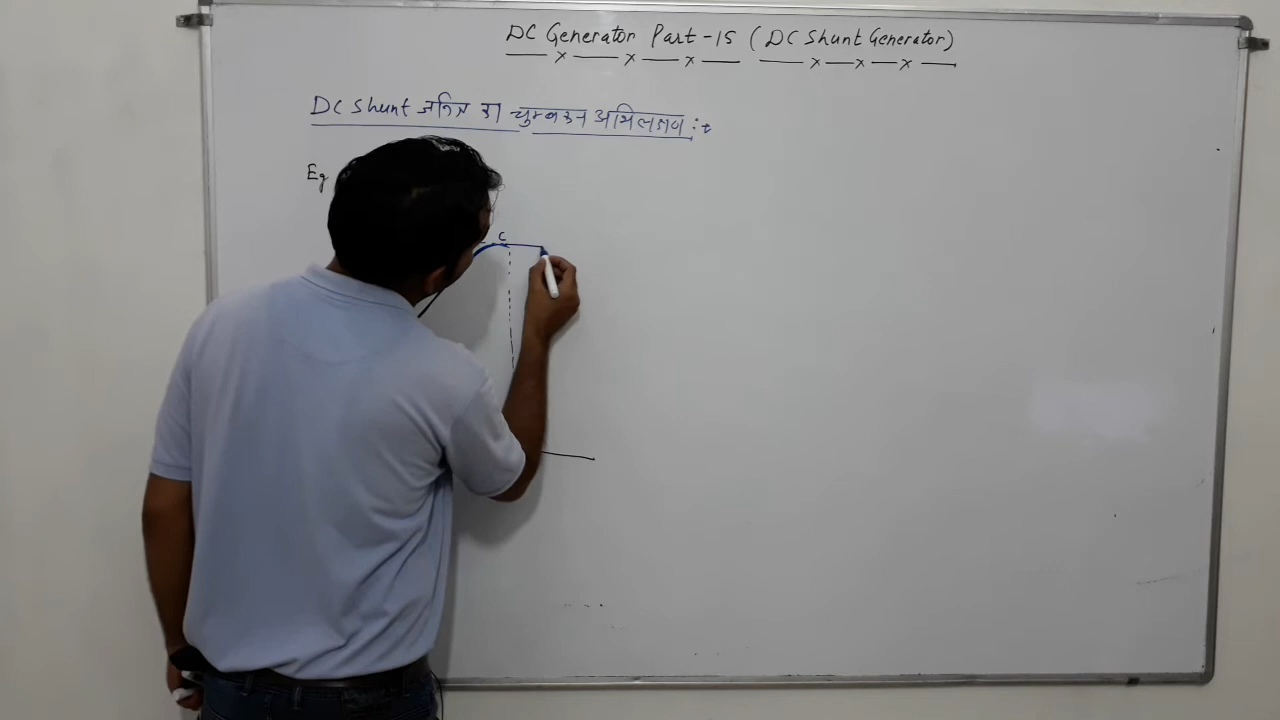 DC Generator Part-15 (DC Shunt Generator)
DC Shunt जनित्र का चुम्बकन अभिलक्षण :-
Eg
C